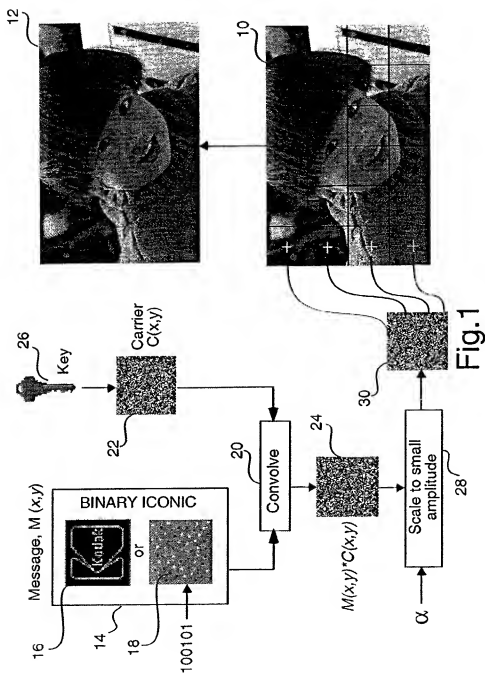 Message, M (x,y)
BINARY ICONIC
14
16
Kodak
or
18
100101
26
Key
Carrier
C(x,y)
22
20
Convolve
24
M(x,y)*C(x,y)
α
Scale to small
amplitude
28
30
12
10
Fig.1